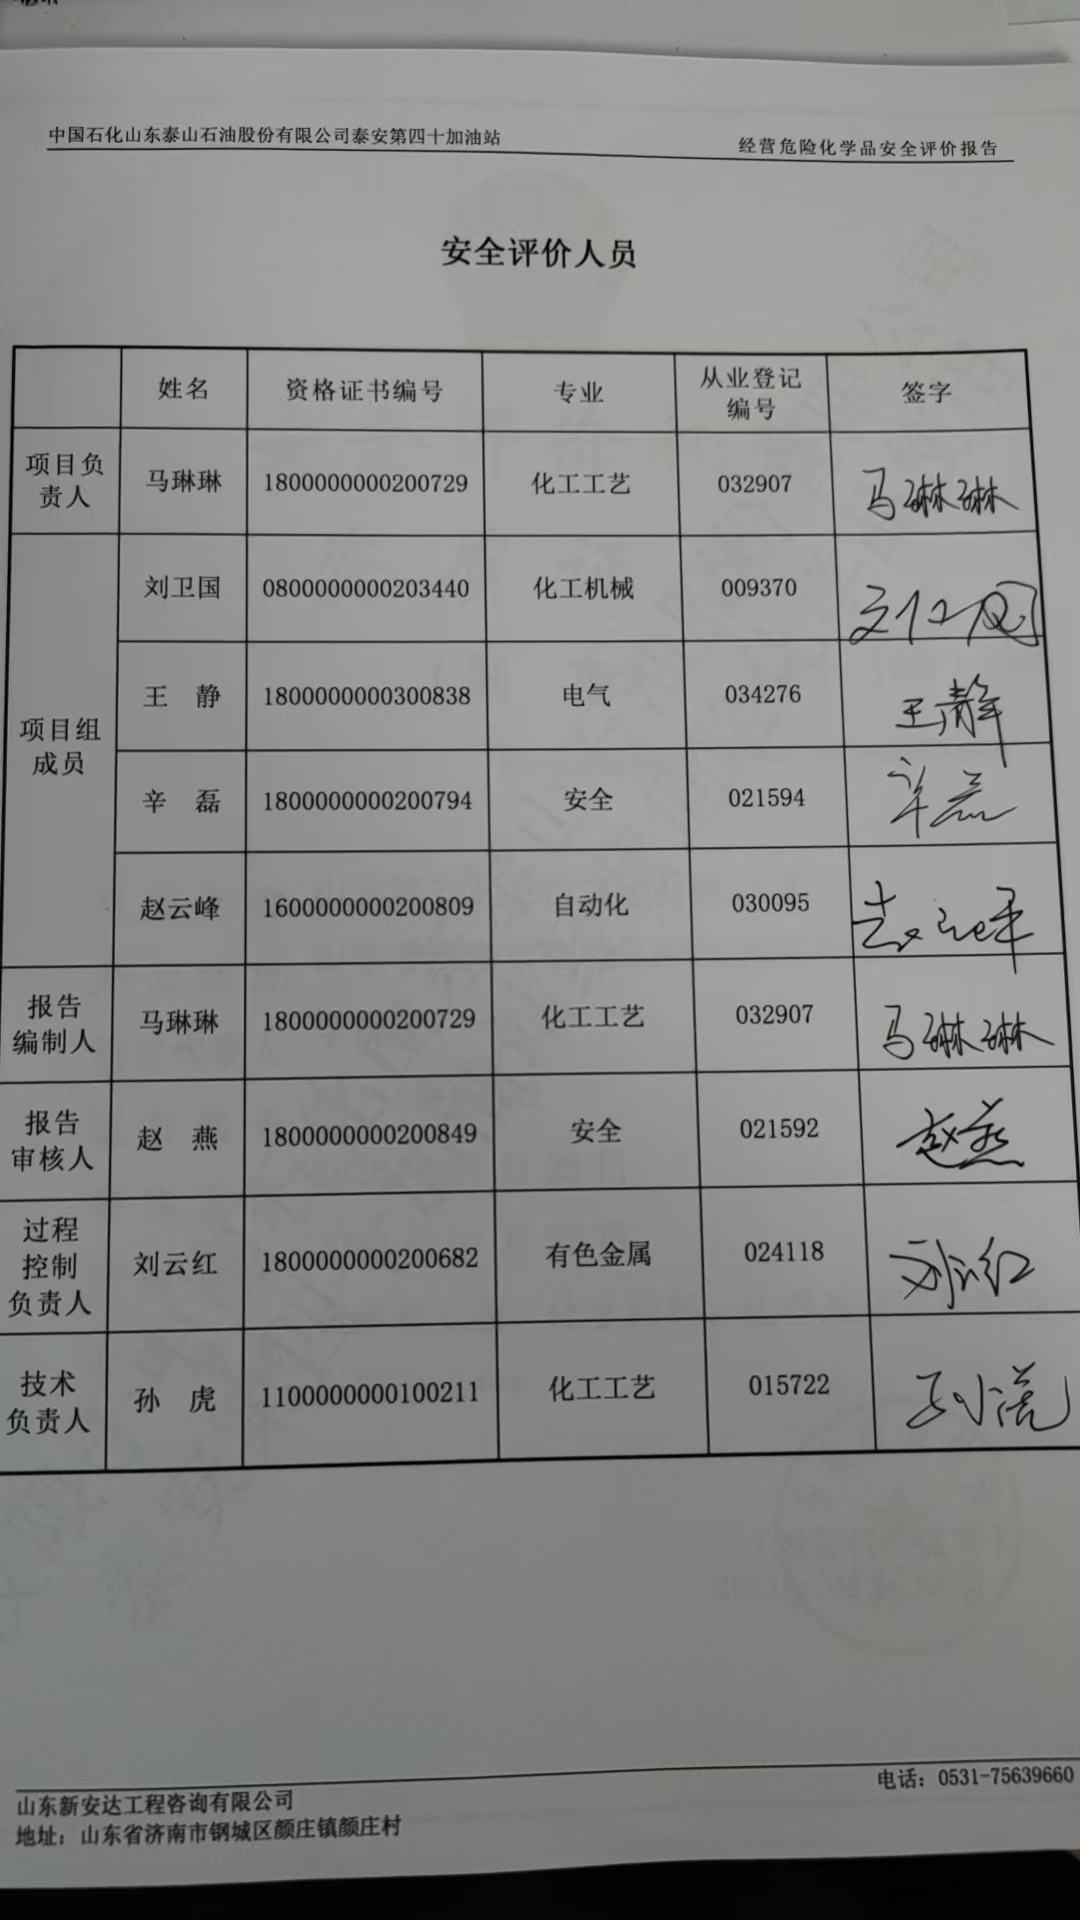 中国石化山东泰山石油股份有限公司泰安第四十加油站 经营危险化学品安全评价报告
安全评价人员
姓名 资格证书编号 专业 从业登记编号 签字
项目负责人 马琳琳 1800000000200729 化工工艺 032907 马琳琳
项目组成员 刘卫国 0800000000203440 化工机械 009370 刘卫国
王 静 1800000000300838 电气 034276 王静
辛 磊 1800000000200794 安全 021594 辛磊
赵云峰 1600000000200809 自动化 030095 赵云峰
报告编制人 马琳琳 1800000000200729 化工工艺 032907 马琳琳
报告审核人 赵 燕 1800000000200849 安全 021592 赵燕
过程控制负责人 刘云红 1800000000200682 有色金属 024118 刘云红
技术负责人 孙 虎 1100000000100211 化工工艺 015722 孙虎
山东新安达工程咨询有限公司 电话：0531-75639660
地址：山东省济南市钢城区颜庄镇颜庄村